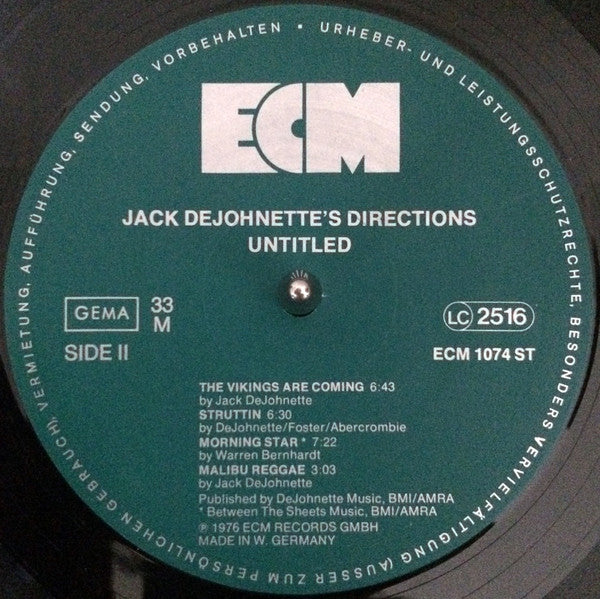 URHEBER- UND LEISTUNGSSCHUTZRECHTE, BESONDERS VERVIELFÄLTIGUNG (AUSSER ZUM PERSÖNLICHEN GEBRAUCH), VERMIETUNG, AUFFÜHRUNG, SENDUNG, VORBEHALTEN •
ECM
JACK DEJOHNETTE'S DIRECTIONS
UNTITLED
GEMA
33
M
LC 2516
SIDE II
ECM 1074 ST
THE VIKINGS ARE COMING 6:43
by Jack DeJohnette
STRUTTIN 6:30
by DeJohnette/Foster/Abercrombie
MORNING STAR * 7:22
by Warren Bernhardt
MALIBU REGGAE 3:03
by Jack DeJohnette
Published by DeJohnette Music, BMI/AMRA
* Between The Sheets Music, BMI/AMRA
℗ 1976 ECM RECORDS GMBH
MADE IN W. GERMANY